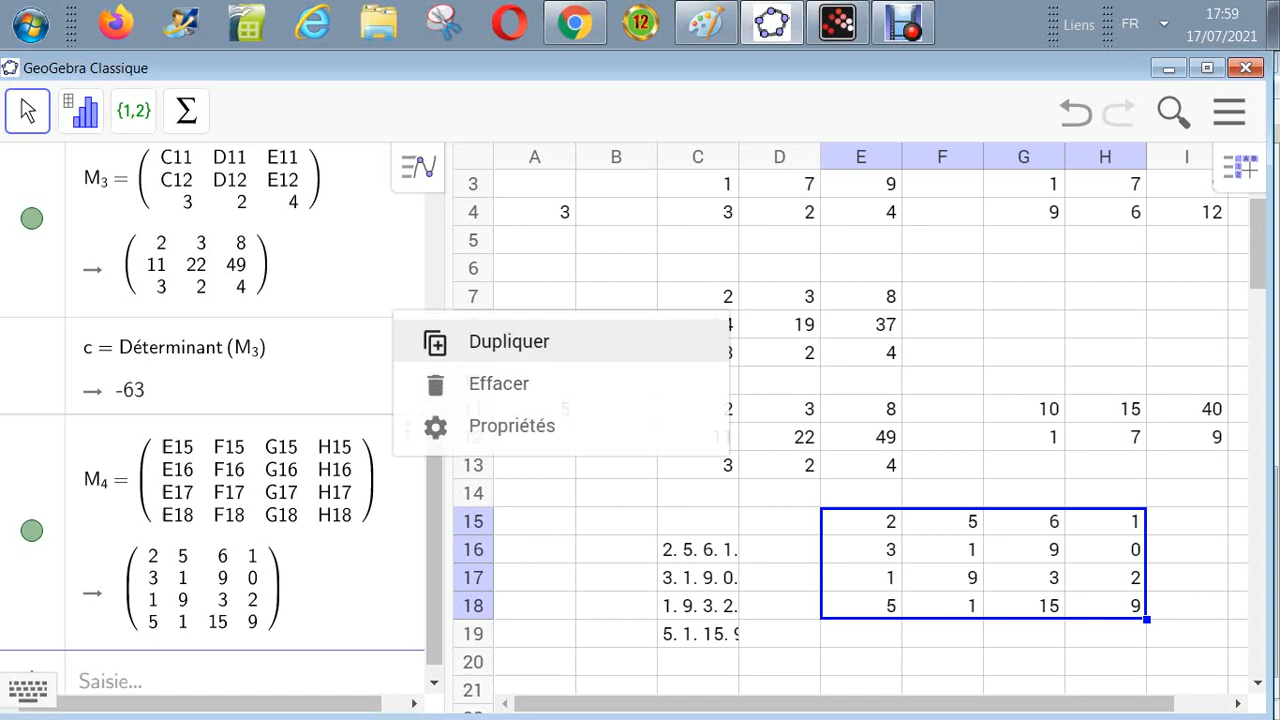 Liens FR 17:59
17/07/2021
GeoGebra Classique
{1,2} Σ
M₃ = ( C11 D11 E11
C12 D12 E12
3 2 4 )
→ ( 2 3 8
11 22 49
3 2 4 )
c = Déterminant (M₃)
→ -63
M₄ = ( E15 F15 G15 H15
E16 F16 G16 H16
E17 F17 G17 H17
E18 F18 G18 H18 )
→ ( 2 5 6 1
3 1 9 0
1 9 3 2
5 1 15 9 )
Saisie...
Dupliquer
Effacer
Propriétés
A B C D E F G H I
3 1 7 9 1 7
4 3 3 2 4 9 6 12
5
6
7 2 3 8
4 19 37
2 4
11 5 2 3 8 10 15 40
12 11 22 49 1 7 9
13 3 2 4
14
15 2 5 6 1
16 2. 5. 6. 1. 3 1 9 0
17 3. 1. 9. 0. 1 9 3 2
18 1. 9. 3. 2. 5 1 15 9
19 5. 1. 15. 9
20
21